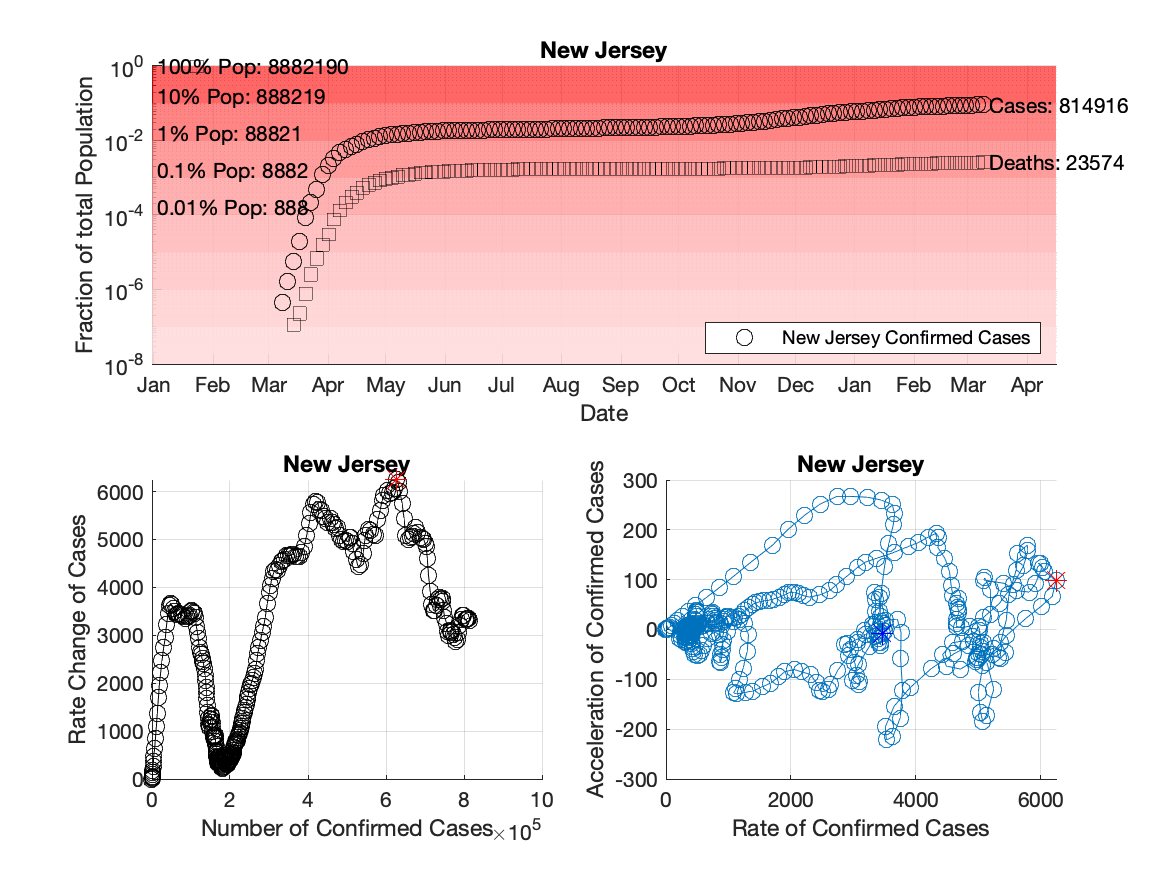 New Jersey
10^0
10^-2
10^-4
10^-6
10^-8
Fraction of total Population
100% Pop: 8882190
10% Pop: 888219
1% Pop: 88821
0.1% Pop: 8882
0.01% Pop: 888
Cases: 814916
Deaths: 23574
New Jersey Confirmed Cases
Jan Feb Mar Apr May Jun Jul Aug Sep Oct Nov Dec Jan Feb Mar Apr
Date
New Jersey
6000
5000
4000
3000
2000
1000
0
Rate Change of Cases
0 2 4 6 8 10
Number of Confirmed Cases
×10^5
New Jersey
300
200
100
0
-100
-200
-300
Acceleration of Confirmed Cases
0 2000 4000 6000
Rate of Confirmed Cases